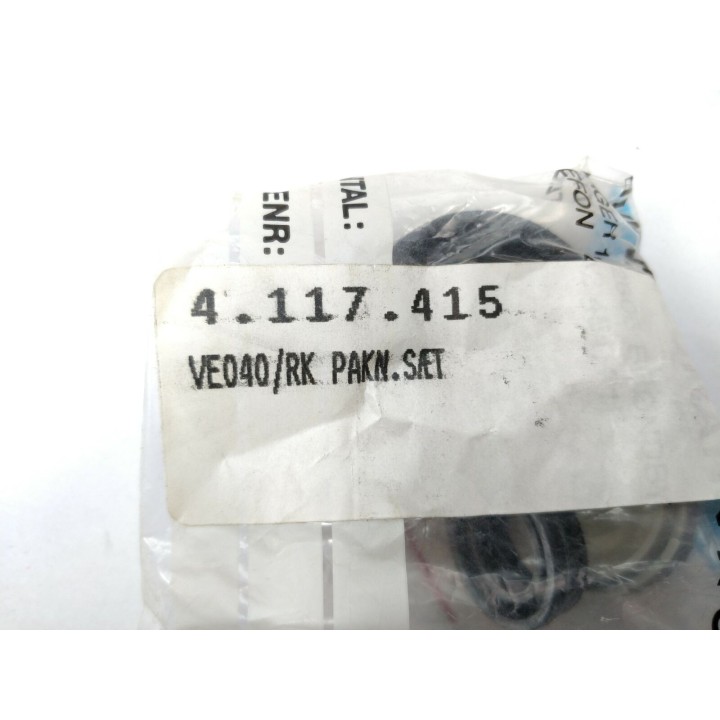 4.117.415
VE040/RK PAKN.SÆT
TAL:
ENR: